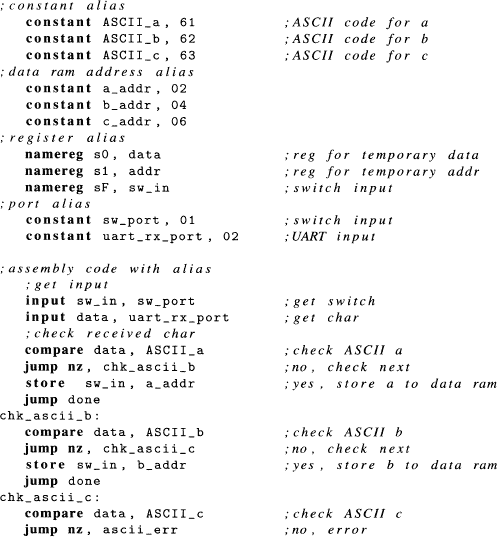 ;constant alias
constant ASCII_a, 61 ;ASCII code for a
constant ASCII_b, 62 ;ASCII code for b
constant ASCII_c, 63 ;ASCII code for c
;data ram address alias
constant a_addr, 02
constant b_addr, 04
constant c_addr, 06
;register alias
namereg s0, data ;reg for temporary data
namereg s1, addr ;reg for temporary addr
namereg sF, sw_in ;switch input
;port alias
constant sw_port, 01 ;switch input
constant uart_rx_port, 02 ;UART input
;assembly code with alias
;get input
input sw_in, sw_port ;get switch
input data, uart_rx_port ;get char
;check received char
compare data, ASCII_a ;check ASCII a
jump nz, chk_ascii_b ;no, check next
store sw_in, a_addr ;yes, store a to data ram
jump done
chk_ascii_b:
compare data, ASCII_b ;check ASCII b
jump nz, chk_ascii_c ;no, check next
store sw_in, b_addr ;yes, store b to data ram
jump done
chk_ascii_c:
compare data, ASCII_c ;check ASCII c
jump nz, ascii_err ;no, error